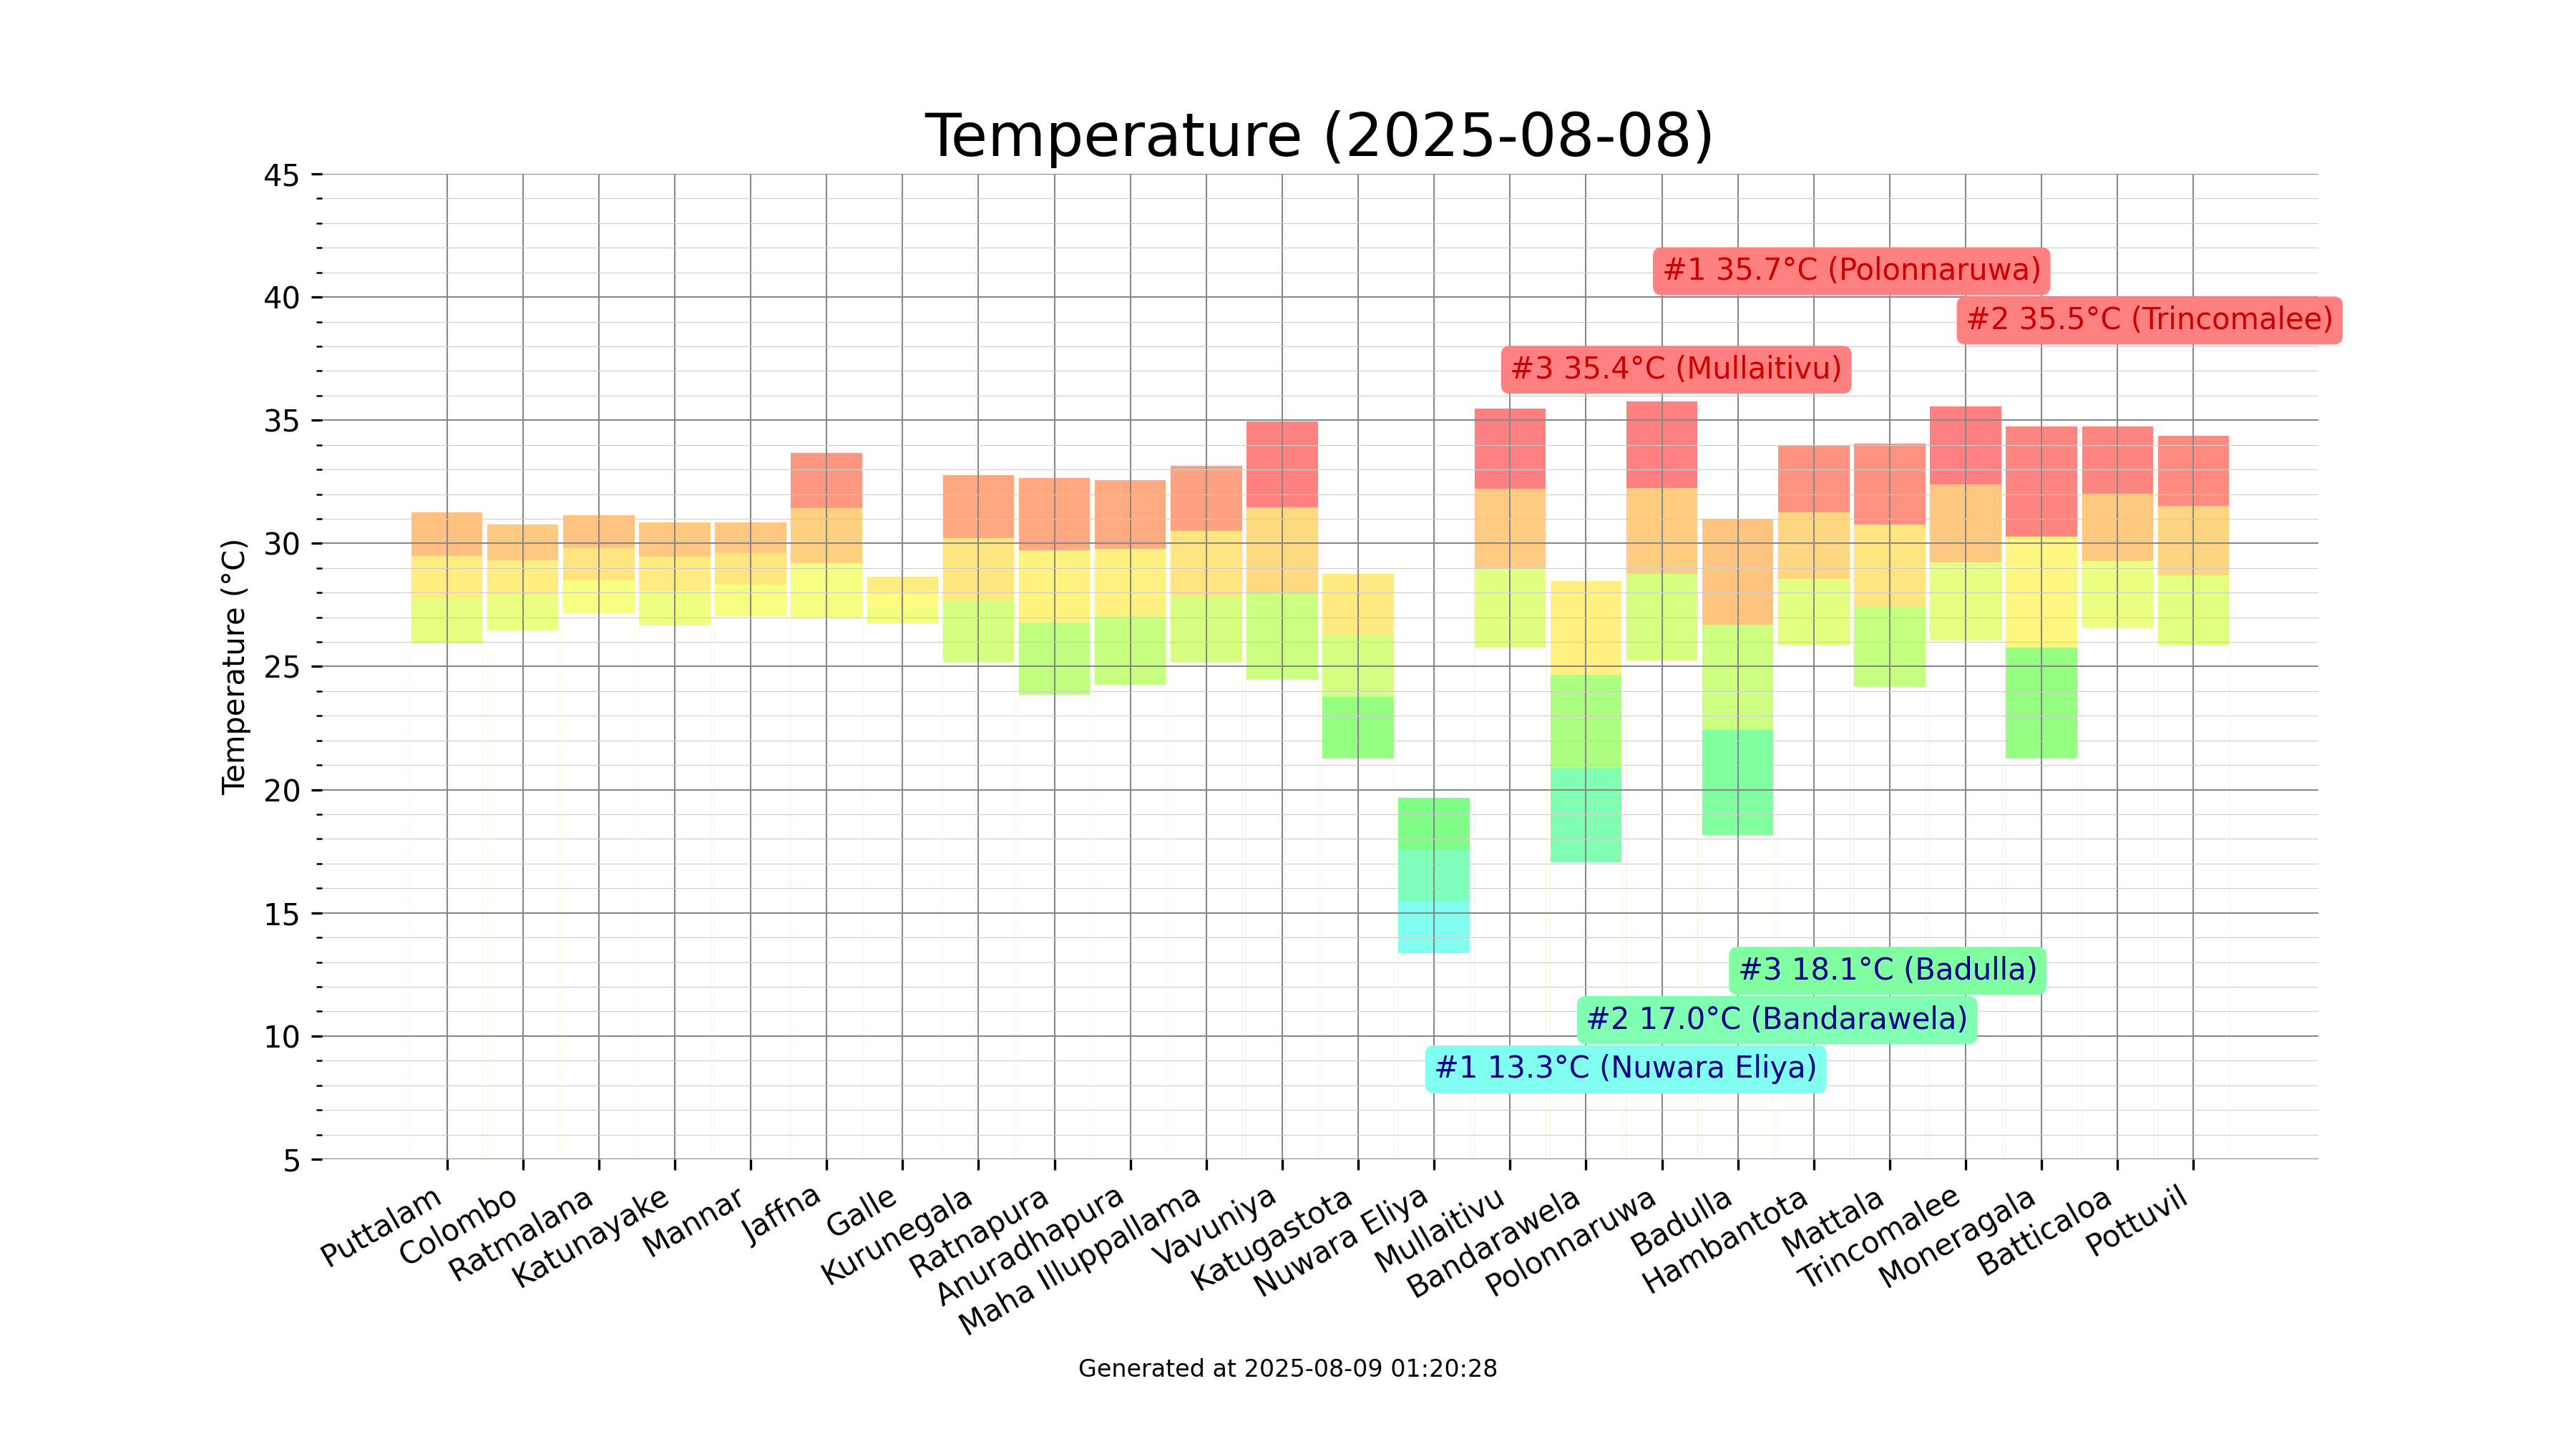 Temperature (2025-08-08)
45
40
35
30
25
20
15
10
5
Temperature (°C)
#1 35.7°C (Polonnaruwa)
#2 35.5°C (Trincomalee)
#3 35.4°C (Mullaitivu)
#3 18.1°C (Badulla)
#2 17.0°C (Bandarawela)
#1 13.3°C (Nuwara Eliya)
Puttalam
Colombo
Ratmalana
Katunayake
Mannar
Jaffna
Galle
Kurunegala
Ratnapura
Anuradhapura
Maha Illuppallama
Vavuniya
Katugastota
Nuwara Eliya
Mullaitivu
Bandarawela
Polonnaruwa
Badulla
Hambantota
Mattala
Trincomalee
Moneragala
Batticaloa
Pottuvil
Generated at 2025-08-09 01:20:28